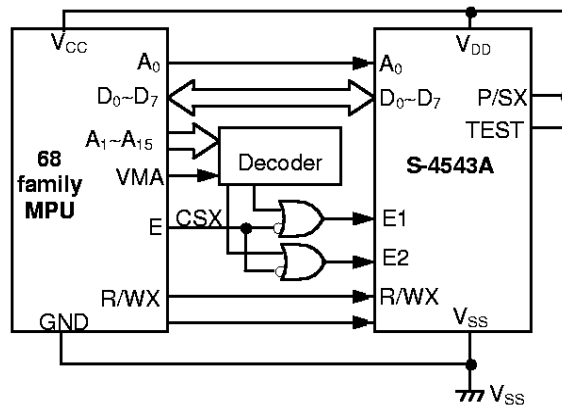 VCC
VDD
A0
A0
D0~D7
D0~D7
P/SX
A1~A15
TEST
68
family
MPU
Decoder
S-4543A
VMA
E
CSX
E1
E2
R/WX
R/WX
GND
VSS
VSS